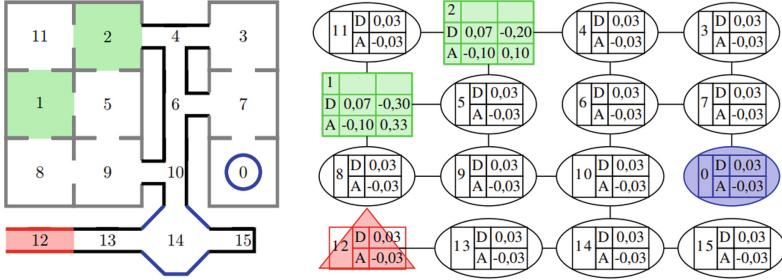 11 2 4 3
1 5 6 7
8 9 10 0
12 13 14 15
11 D 0,03 A -0,03
2 D 0,07 -0,20 A -0,10 0,10
4 D 0,03 A -0,03
3 D 0,03 A -0,03
1 D 0,07 -0,30 A -0,10 0,33
5 D 0,03 A -0,03
6 D 0,03 A -0,03
7 D 0,03 A -0,03
8 D 0,03 A -0,03
9 D 0,03 A -0,03
10 D 0,03 A -0,03
0 D 0,03 A -0,03
12 D 0,03 A -0,03
13 D 0,03 A -0,03
14 D 0,03 A -0,03
15 D 0,03 A -0,03